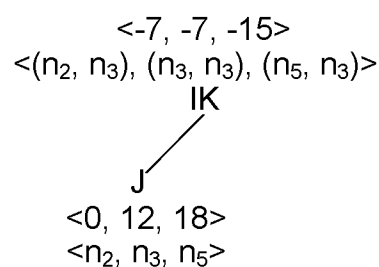 <-7, -7, -15>
<(n₂, n₃), (n₃, n₃), (n₅, n₃)>
IK
J
<0, 12, 18>
<n₂, n₃, n₅>